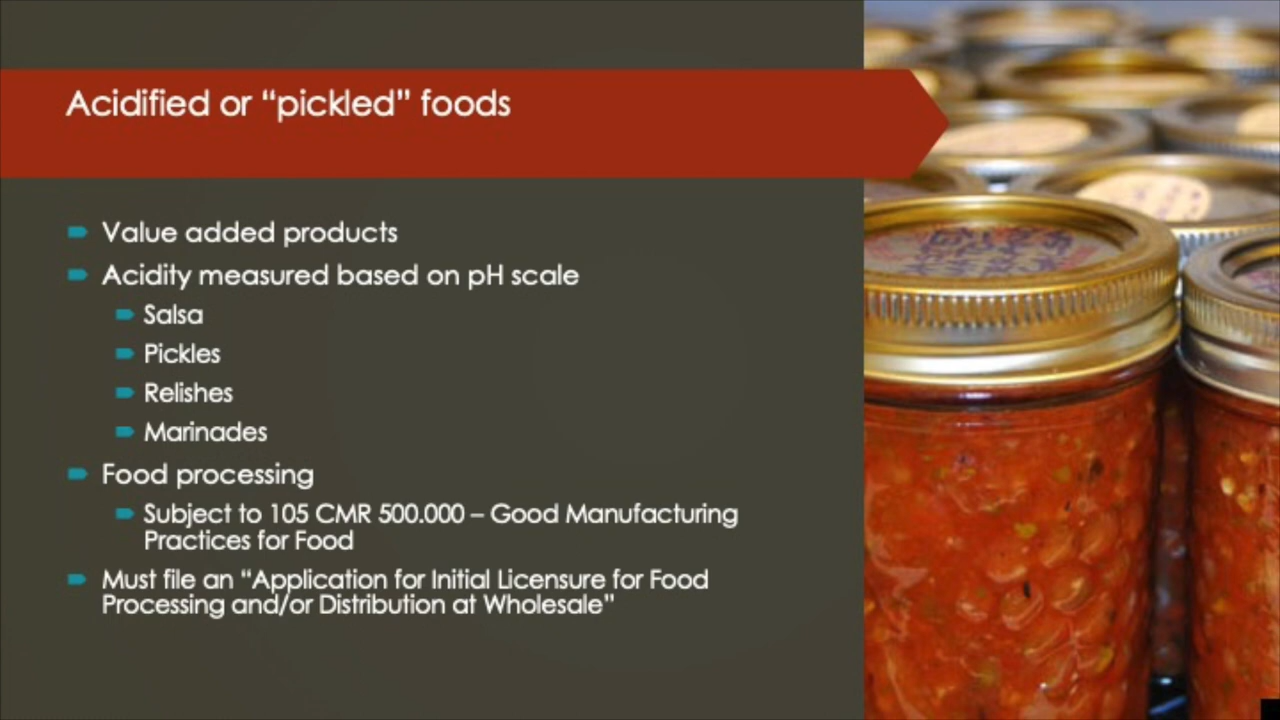 Acidified or “pickled” foods
Value added products
Acidity measured based on pH scale
Salsa
Pickles
Relishes
Marinades
Food processing
Subject to 105 CMR 500.000 – Good Manufacturing
Practices for Food
Must file an “Application for Initial Licensure for Food
Processing and/or Distribution at Wholesale”